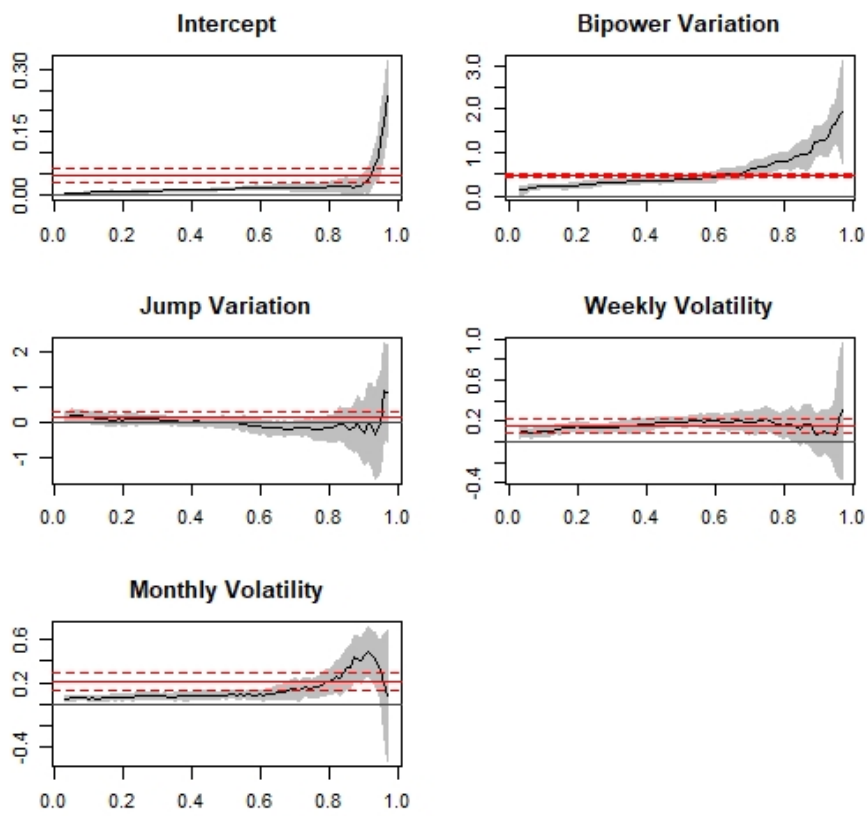 Intercept
0.00 0.15 0.30
0.0 0.2 0.4 0.6 0.8 1.0
Bipower Variation
0.0 1.0 2.0 3.0
0.0 0.2 0.4 0.6 0.8 1.0
Jump Variation
-1 0 1 2
0.0 0.2 0.4 0.6 0.8 1.0
Weekly Volatility
-0.4 0.2 0.6 1.0
0.0 0.2 0.4 0.6 0.8 1.0
Monthly Volatility
-0.4 0.2 0.6
0.0 0.2 0.4 0.6 0.8 1.0